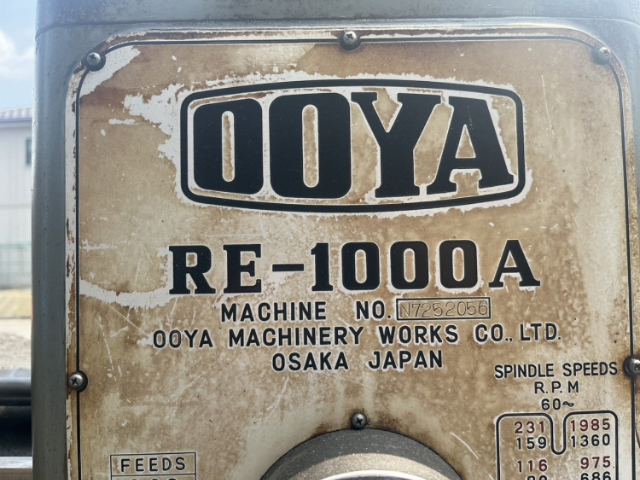 OOYA
RE-1000A
MACHINE NO. N7252056
OOYA MACHINERY WORKS CO., LTD.
OSAKA JAPAN
SPINDLE SPEEDS
R.P.M
60~
231 1985
159 1360
116 975
686
FEEDS